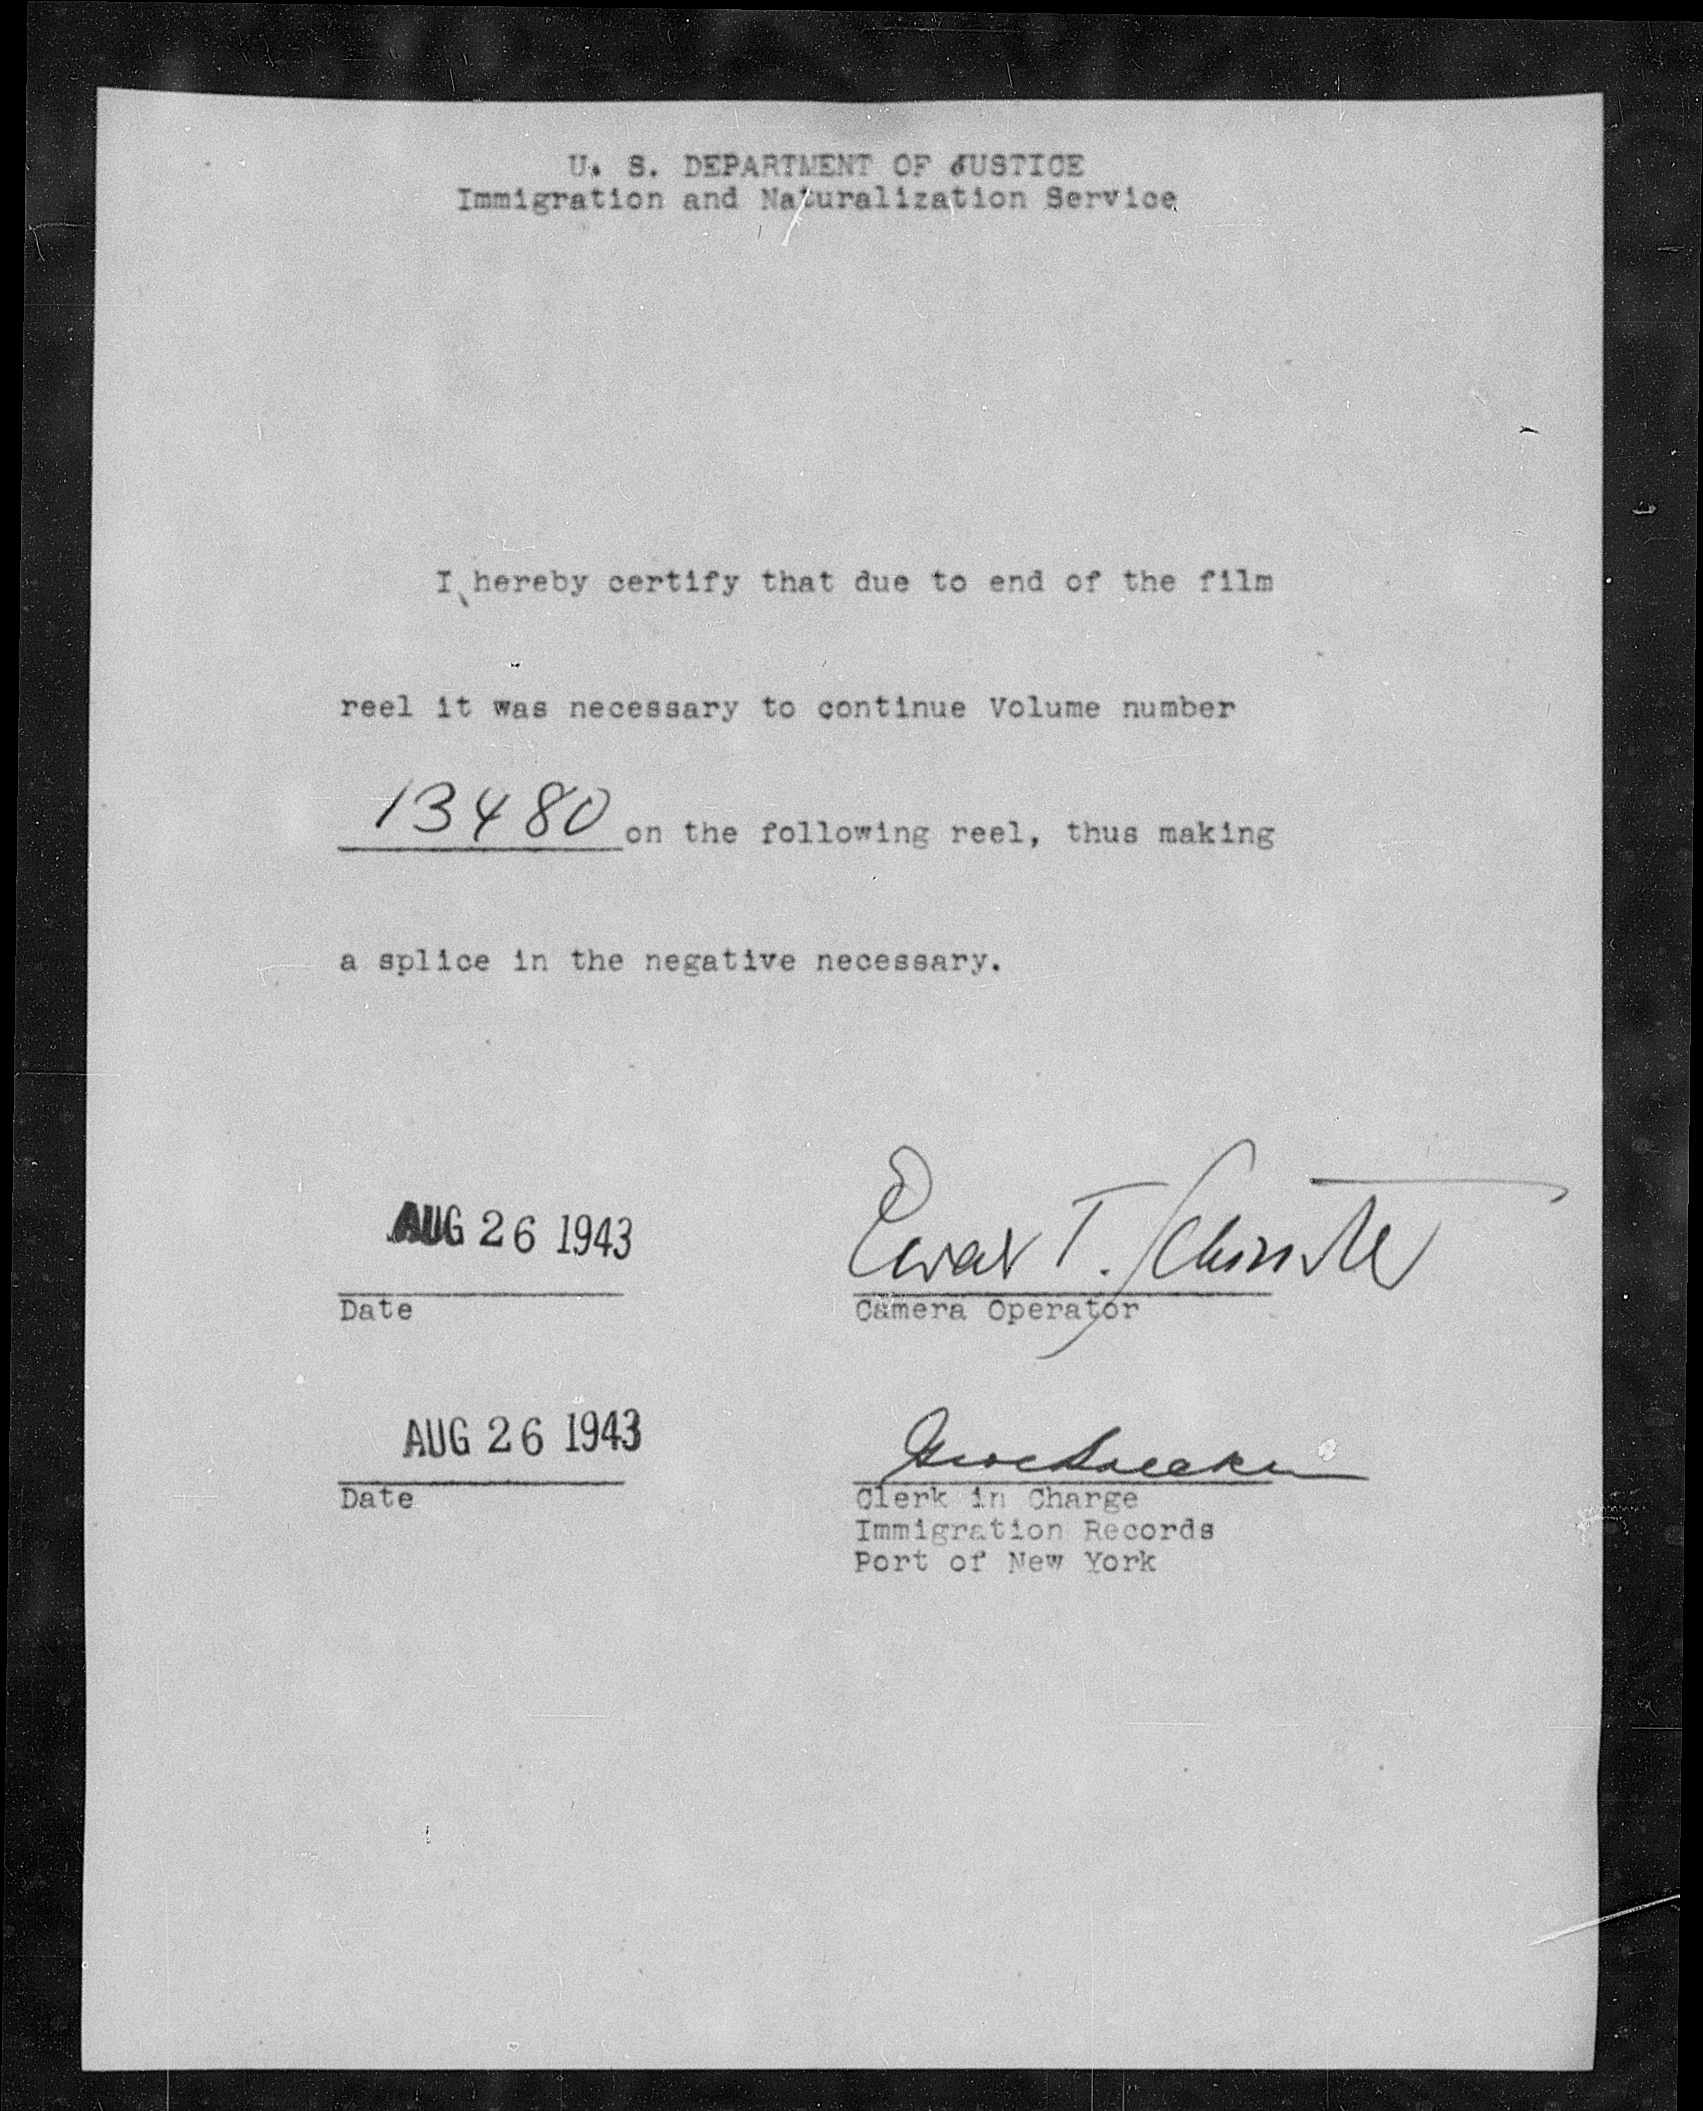 U. S. DEPARTMENT OF JUSTICE
Immigration and Naturalization Service
I hereby certify that due to end of the film
reel it was necessary to continue Volume number
13480 on the following reel, thus making
a splice in the negative necessary.
AUG 26 1943
Date
T.
Camera Operator
AUG 26 1943
Date
Clerk in Charge
Immigration Records
Port of New York